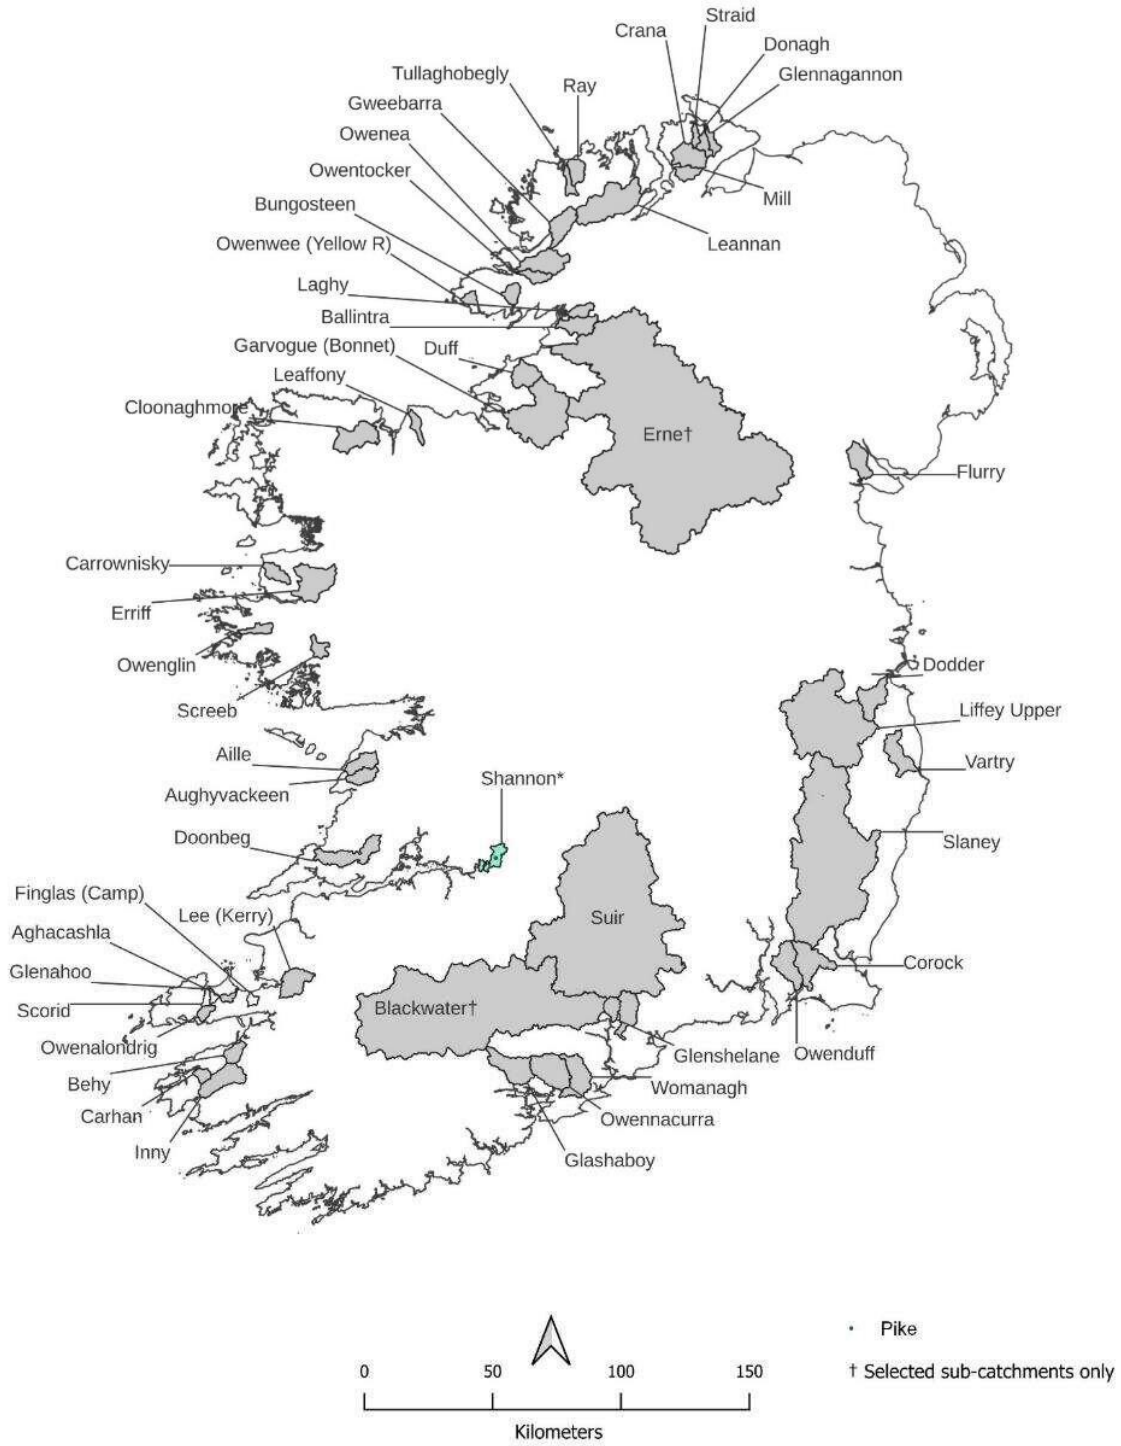 Straid
Crana
Donagh
Tullaghobegly
Glennagannon
Ray
Gweebarra
Owenea
Owentocker
Mill
Bungosteen
Owenwee (Yellow R)
Leannan
Laghy
Ballintra
Garvogue (Bonnet)
Duff
Leaffony
Cloonaghmore
Erne†
Flurry
Carrownisky
Erriff
Owenglin
Dodder
Screeb
Liffey Upper
Aille
Vartry
Shannon*
Aughyvackeen
Doonbeg
Slaney
Finglas (Camp)
Lee (Kerry)
Suir
Aghacashla
Corock
Glenahoo
Blackwater†
Scorid
Owenalondrig
Glenshelane
Owenduff
Behy
Womanagh
Carhan
Owennacurra
Inny
Glashaboy
Pike
0 50 100 150
† Selected sub-catchments only
Kilometers